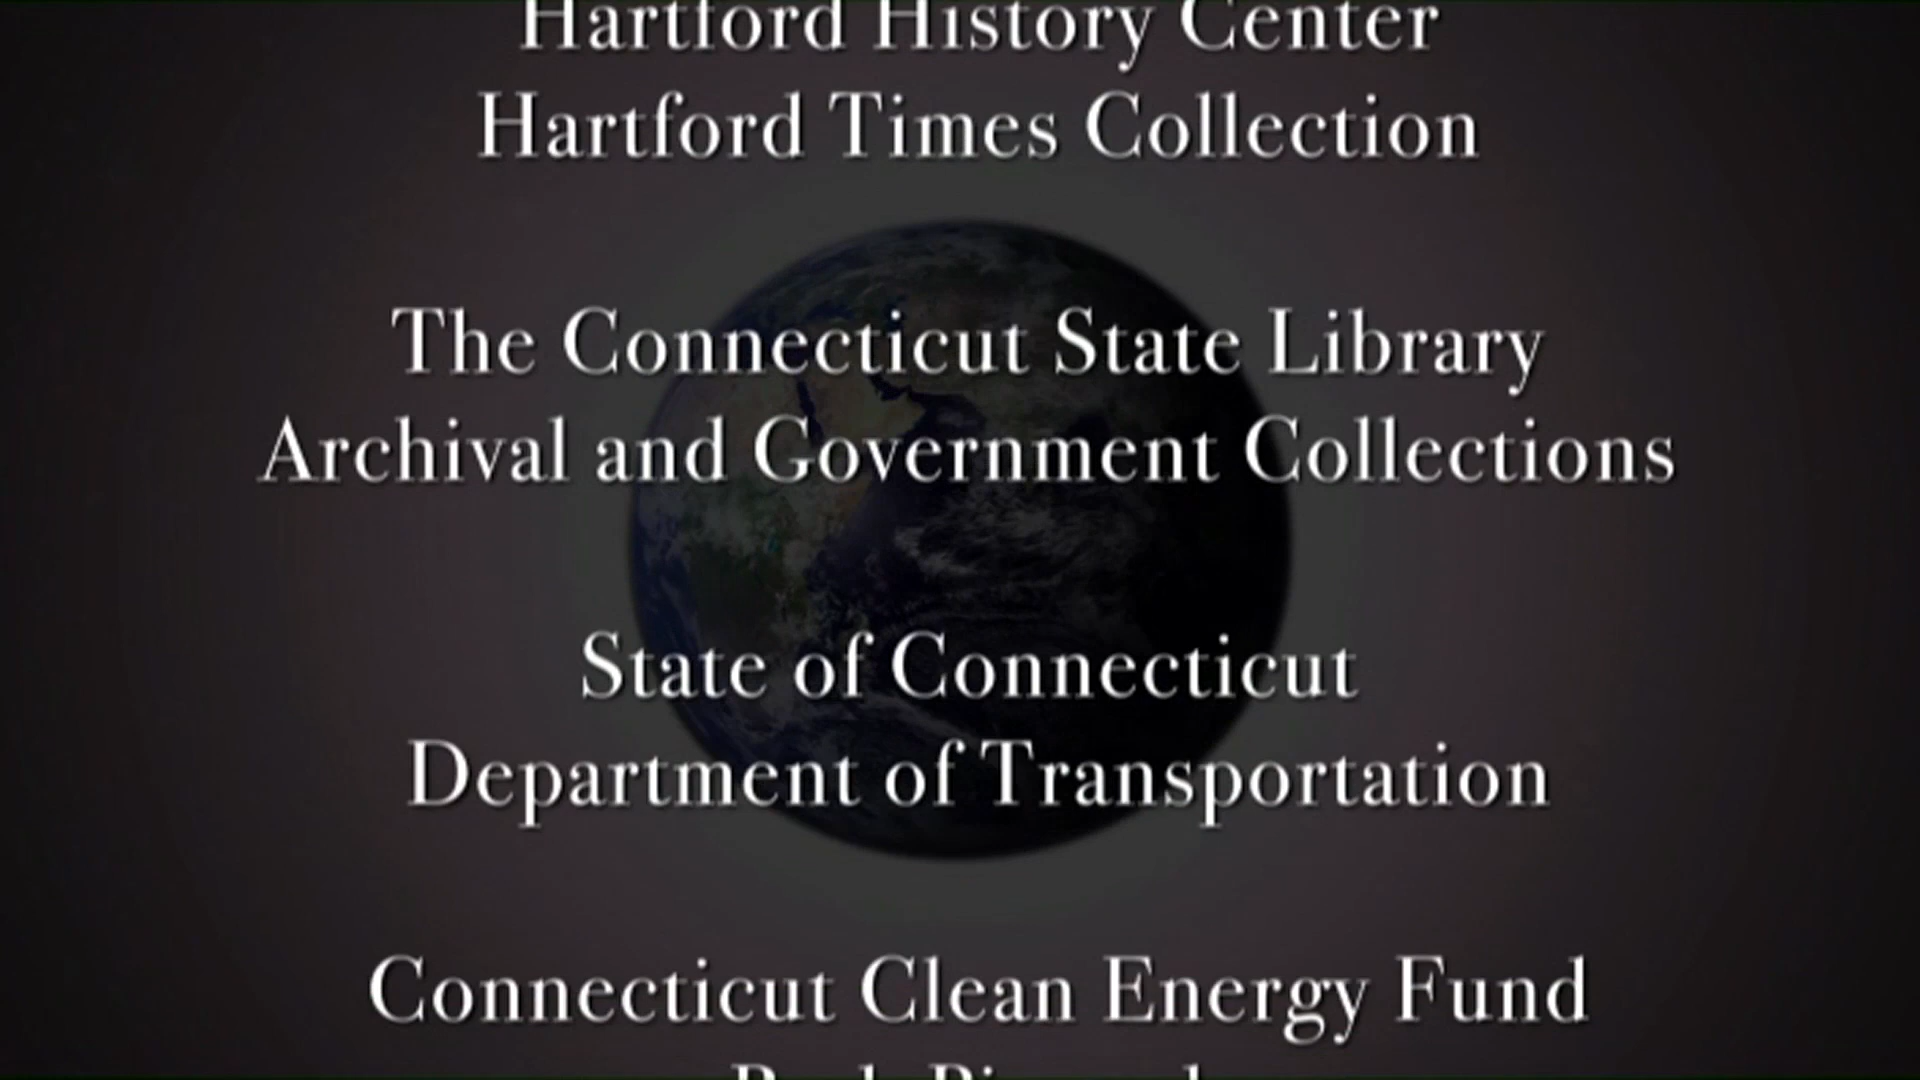 Hartford History Center
Hartford Times Collection
The Connecticut State Library
Archival and Government Collections
State of Connecticut
Department of Transportation
Connecticut Clean Energy Fund